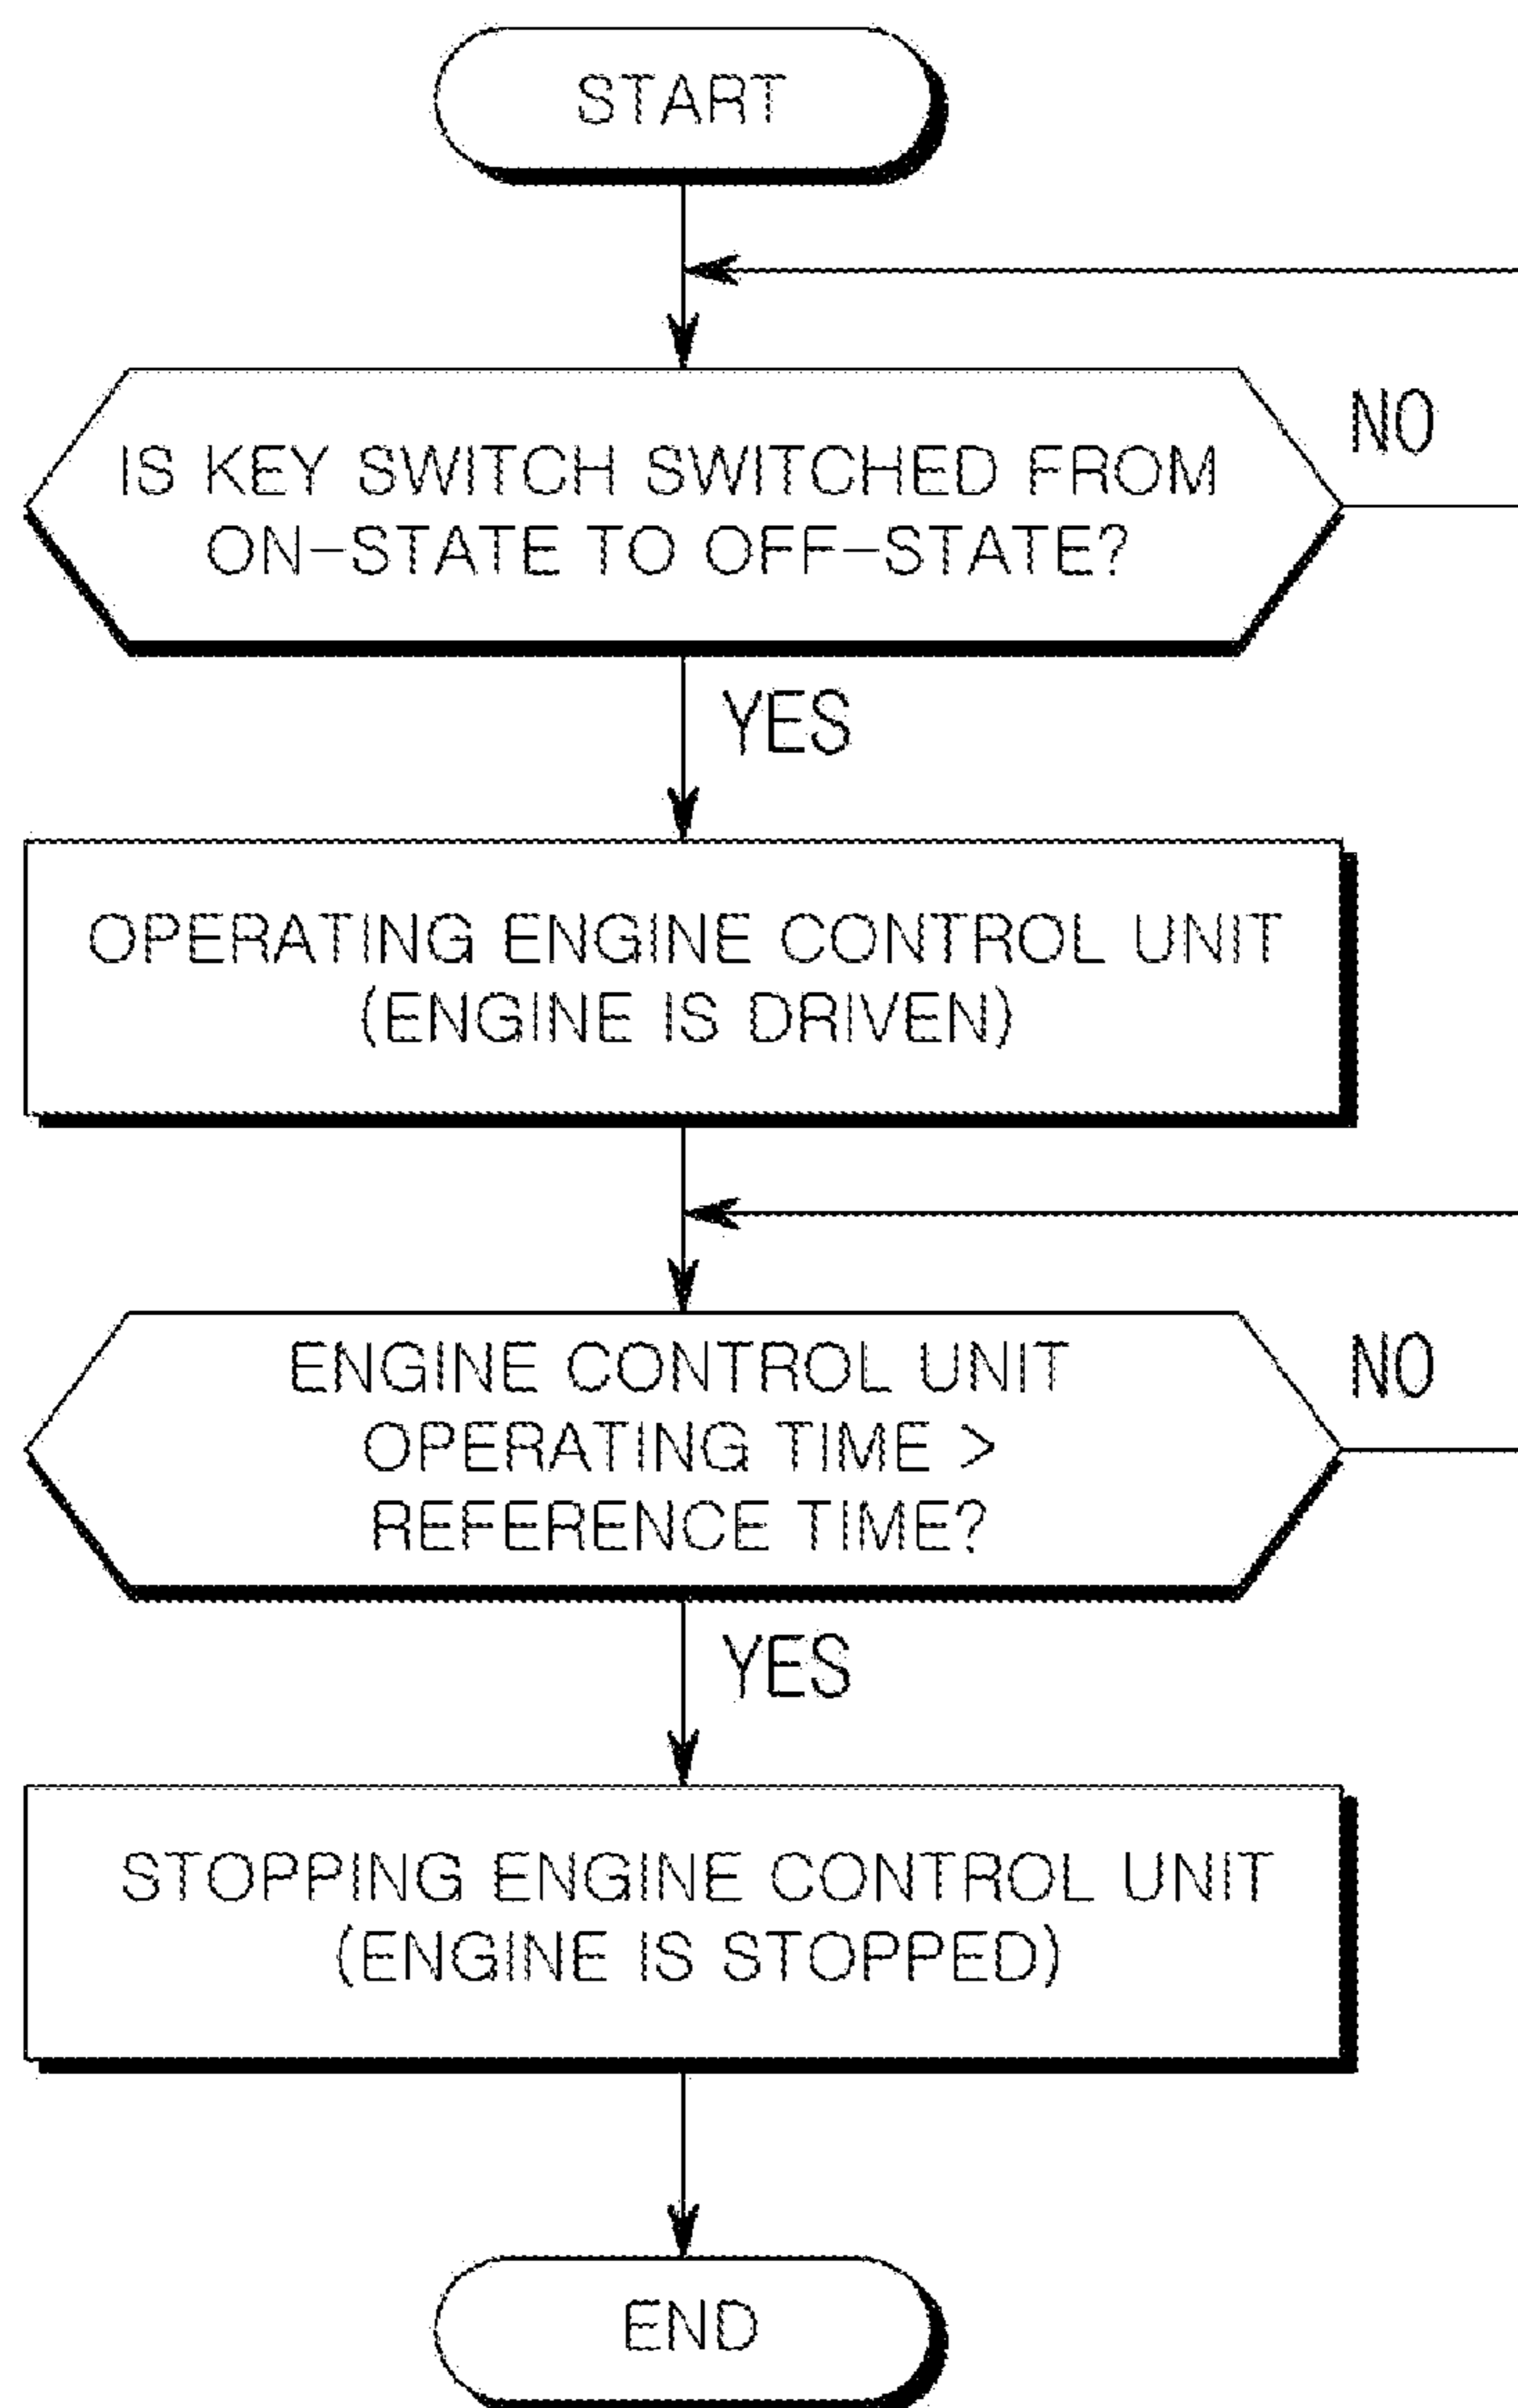 START
IS KEY SWITCH SWITCHED FROM
ON-STATE TO OFF-STATE?
NO
YES
OPERATING ENGINE CONTROL UNIT
(ENGINE IS DRIVEN)
ENGINE CONTROL UNIT
OPERATING TIME >
REFERENCE TIME?
NO
YES
STOPPING ENGINE CONTROL UNIT
(ENGINE IS STOPPED)
END